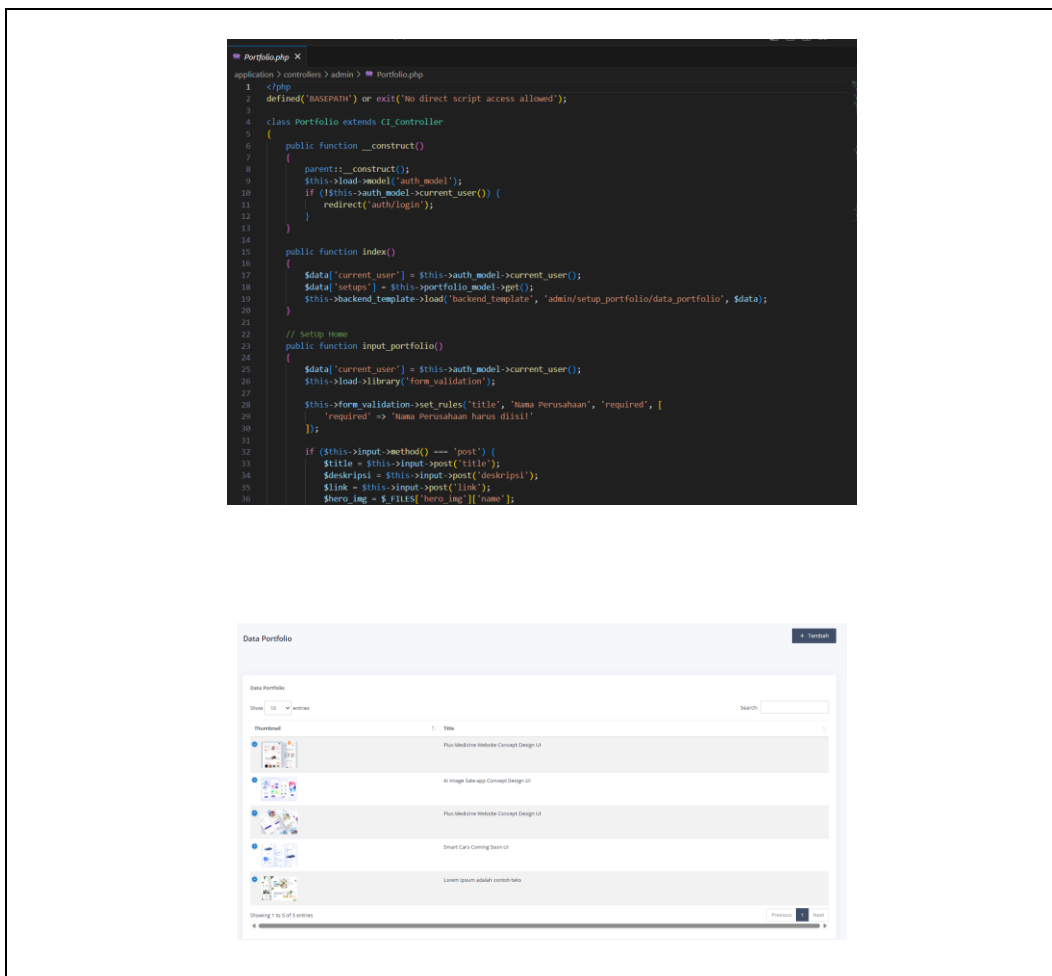 Portfolio.php ×
application > controllers > admin > Portfolio.php
1 <?php
2 defined('BASEPATH') or exit('No direct script access allowed');
3
4 class Portfolio extends CI_Controller
5 {
6 public function __construct()
7 {
8 parent::__construct();
9 $this->load->model('auth_model');
10 if (!$this->auth_model->current_user()) {
11 redirect('auth/login');
12 }
13 }
14
15 public function index()
16 {
17 $data['current_user'] = $this->auth_model->current_user();
18 $data['setups'] = $this->portfolio_model->get();
19 $this->backend_template->load('backend_template', 'admin/setup_portfolio/data_portfolio', $data);
20 }
21
22 // SetUp Home
23 public function input_portfolio()
24 {
25 $data['current_user'] = $this->auth_model->current_user();
26 $this->load->library('form_validation');
27
28 $this->form_validation->set_rules('title', 'Nama Perusahaan', 'required', [
29 'required' => 'Nama Perusahaan harus diisi!'
30 ]);
31
32 if ($this->input->method() === 'post') {
33 $title = $this->input->post('title');
34 $deskripsi = $this->input->post('deskripsi');
35 $link = $this->input->post('link');
36 $hero_img = $_FILES['hero_img']['name'];
Data Portfolio
+ Tambah
Data Portfolio
Show 10 entries
Search:
Thumbnail Title
Plus Medicine Website Concept Design UI
AI Image Sale app Concept Design UI
Plus Medicine Website Concept Design UI
Smart Cars Coming Soon UI
Lorem ipsum adalah contoh teks
Showing 1 to 5 of 5 entries
Previous 1 Next